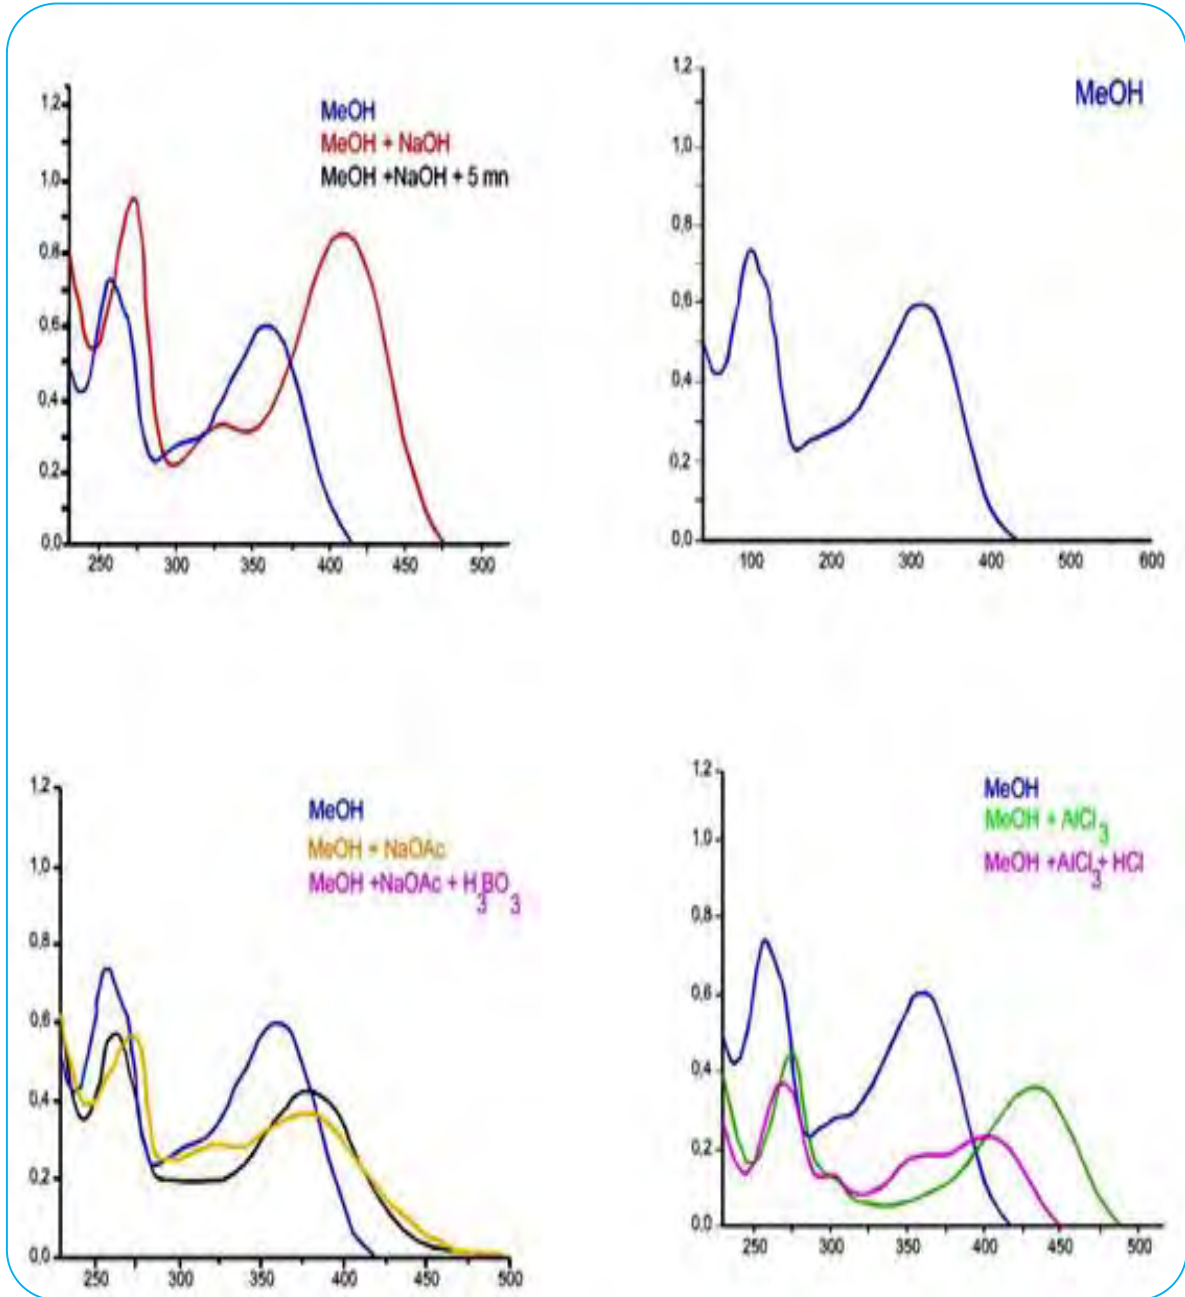 MeOH
MeOH + NaOH
MeOH +NaOH + 5 mn
1.2
1.0
0.8
0.6
0.4
0.2
0.0
250 300 350 400 450 500
MeOH
1.2
1.0
0.8
0.6
0.4
0.2
0.0
100 200 300 400 500 600
MeOH
MeOH + NaOAc
MeOH +NaOAc + H3BO3
1.2
1.0
0.8
0.6
0.4
0.2
0.0
250 300 350 400 450 500
MeOH
MeOH + AlCl3
MeOH +AlCl3+ HCl
1.2
1.0
0.8
0.6
0.4
0.2
0.0
250 300 350 400 450 500